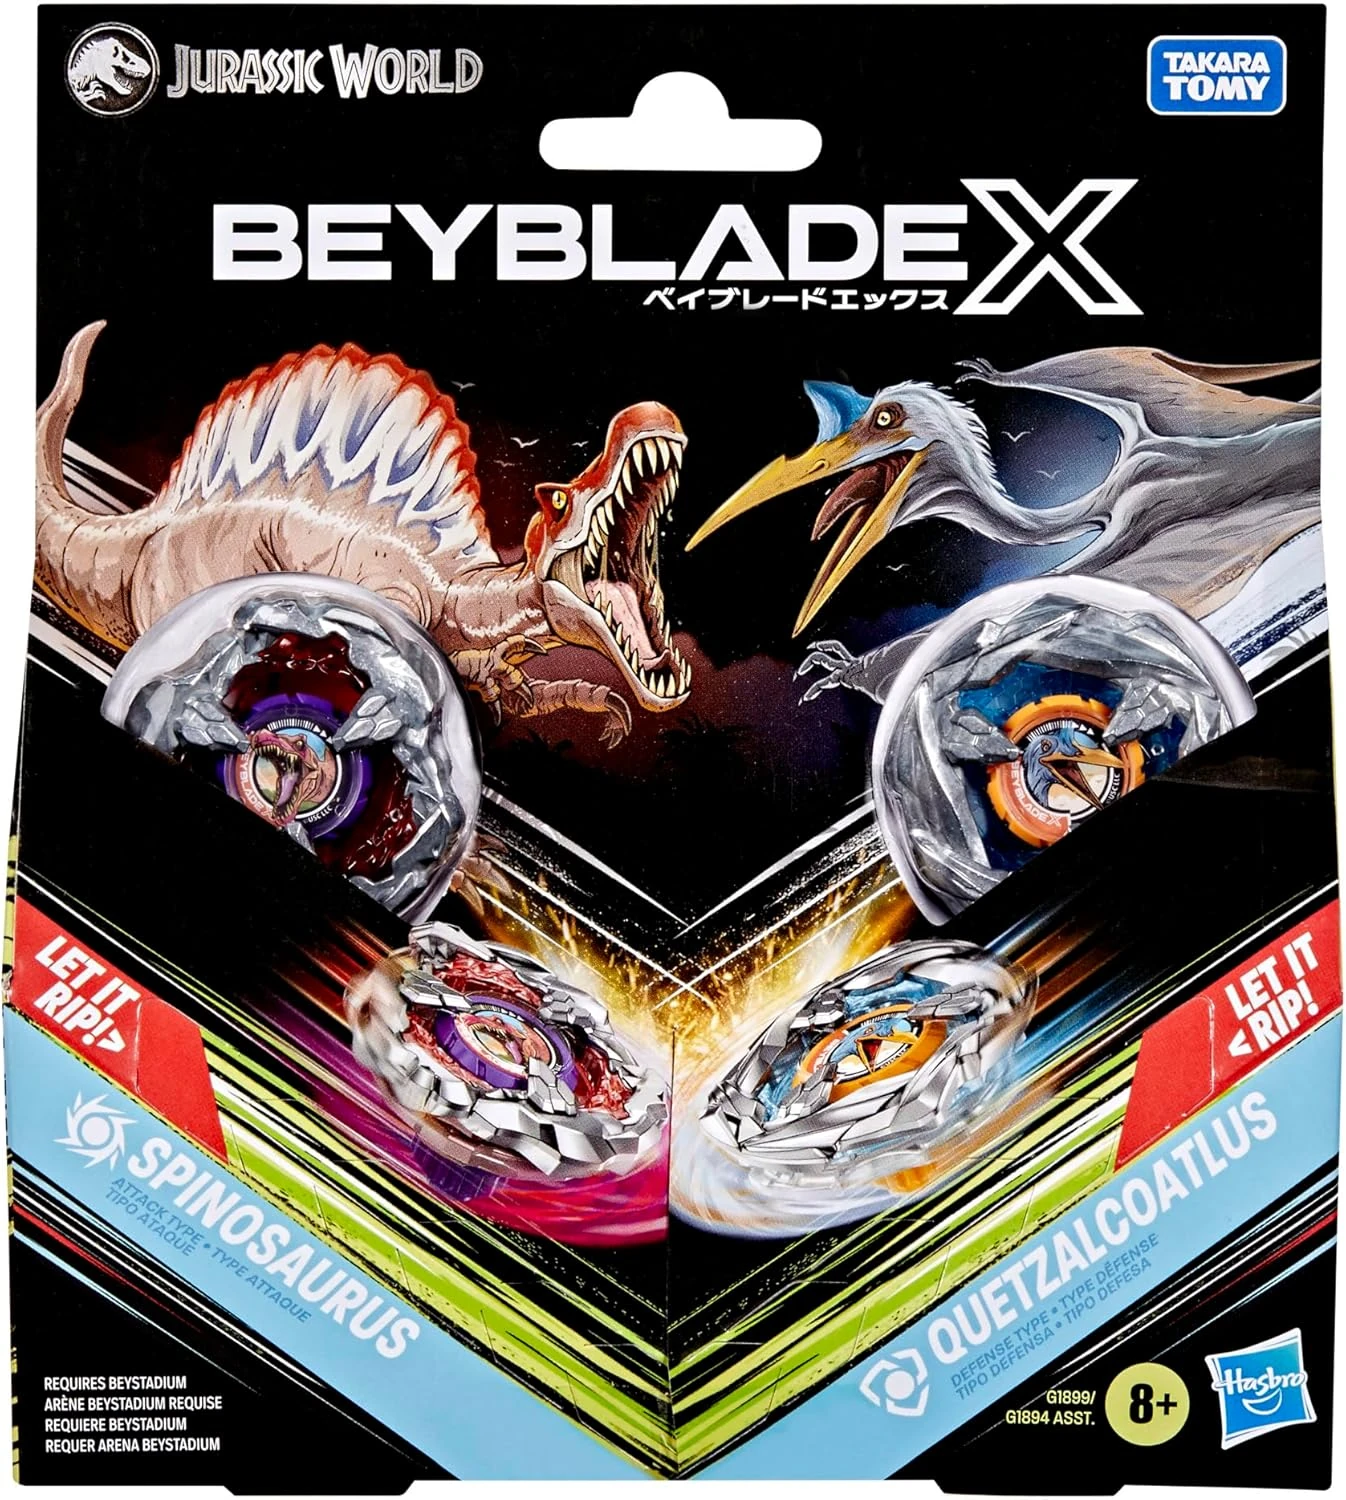 JURASSIC WORLD
TAKARA
TOMY
BEYBLADE X
ベイブレードエックス
BEYBLADE X
BEYBLADE X
LET IT
RIP!>
LET IT
<RIP!
SPINOSAURUS
ATTACK TYPE • TYPE ATTAQUE
TIPO ATAQUE
QUETZALCOATLUS
DEFENSE TYPE • TYPE DÉFENSE
TIPO DEFENSA • TIPO DEFESA
REQUIRES BEYSTADIUM
ARÈNE BEYSTADIUM REQUISE
REQUIERE BEYSTADIUM
REQUER ARENA BEYSTADIUM
G1899/
G1894 ASST.
8+
Hasbro